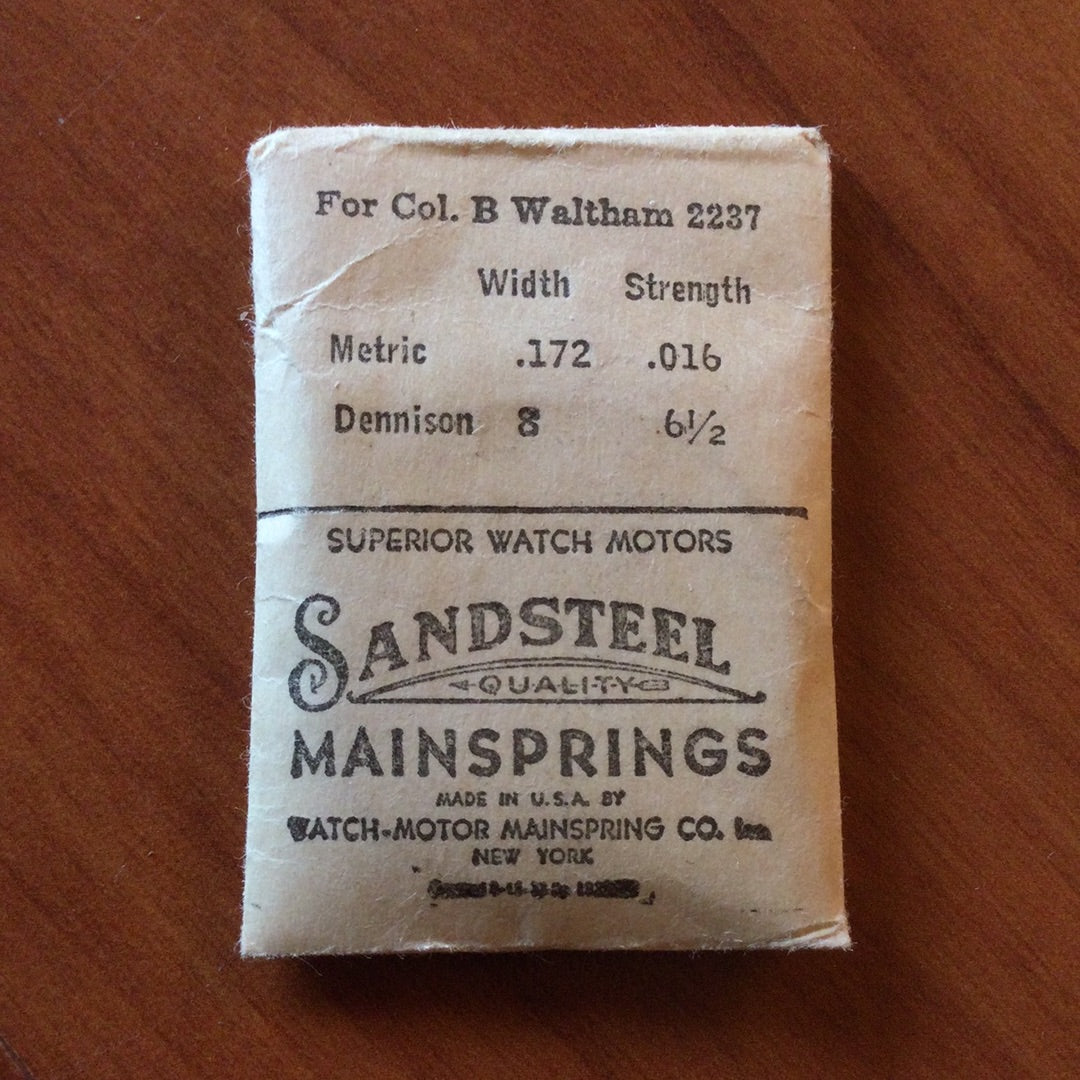 For Col. B Waltham 2237
Width Strength
Metric .172 .016
Dennison 8 6½
SUPERIOR WATCH MOTORS
SANDSTEEL
QUALITY
MAINSPRINGS
MADE IN U.S.A. BY
WATCH-MOTOR MAINSPRING CO.
NEW YORK